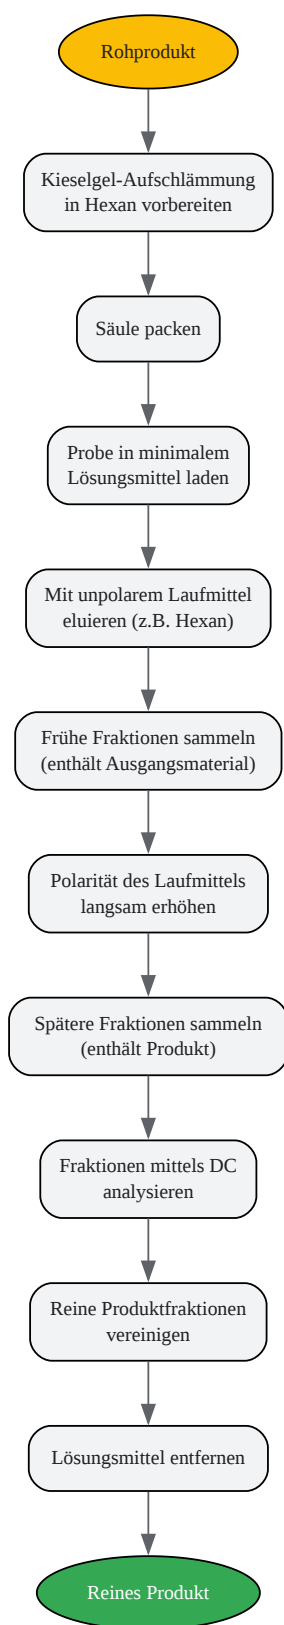 Rohprodukt
Kieselgel-Aufschlämmung
in Hexan vorbereiten
Säule packen
Probe in minimalem
Lösungsmittel laden
Mit unpolarem Laufmittel
eluieren (z.B. Hexan)
Frühe Fraktionen sammeln
(enthält Ausgangsmaterial)
Polarität des Laufmittels
langsam erhöhen
Spätere Fraktionen sammeln
(enthält Produkt)
Fraktionen mittels DC
analysieren
Reine Produktfraktionen
vereinigen
Lösungsmittel entfernen
Reines Produkt